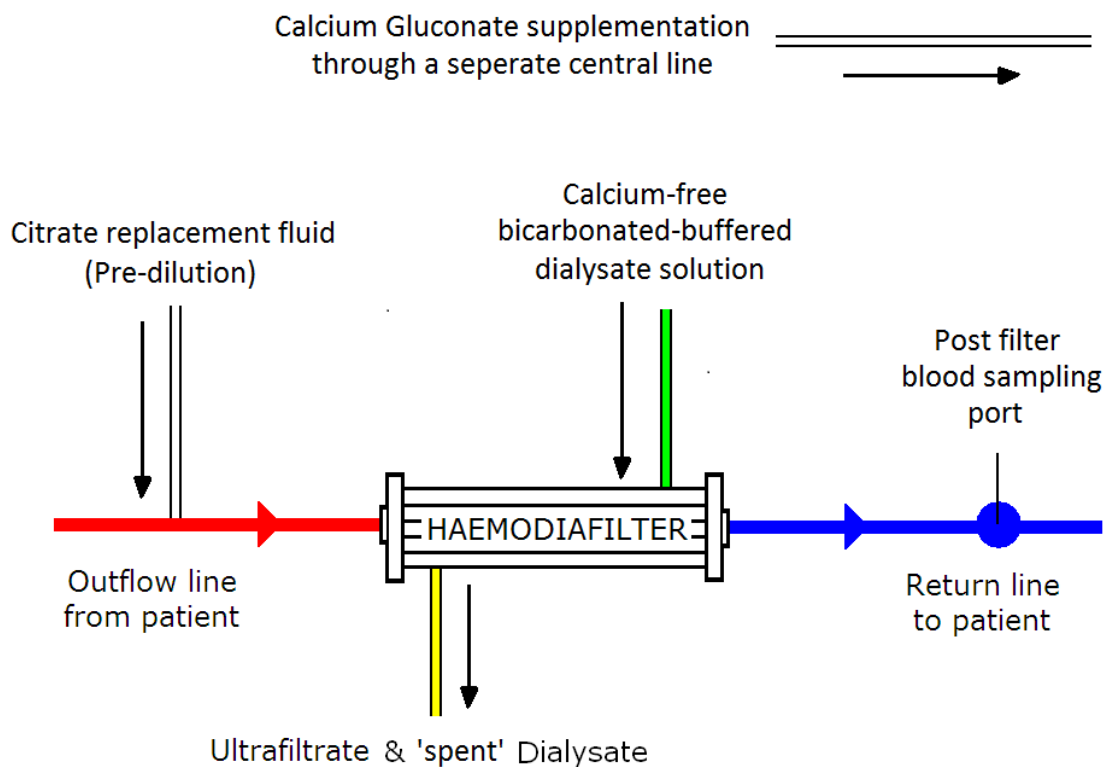 Calcium Gluconate supplementation
through a seperate central line
Citrate replacement fluid
(Pre-dilution)
Calcium-free
bicarbonated-buffered
dialysate solution
Post filter
blood sampling
port
HAEMODIAFILTER
Outflow line
from patient
Return line
to patient
Ultrafiltrate & 'spent' Dialysate